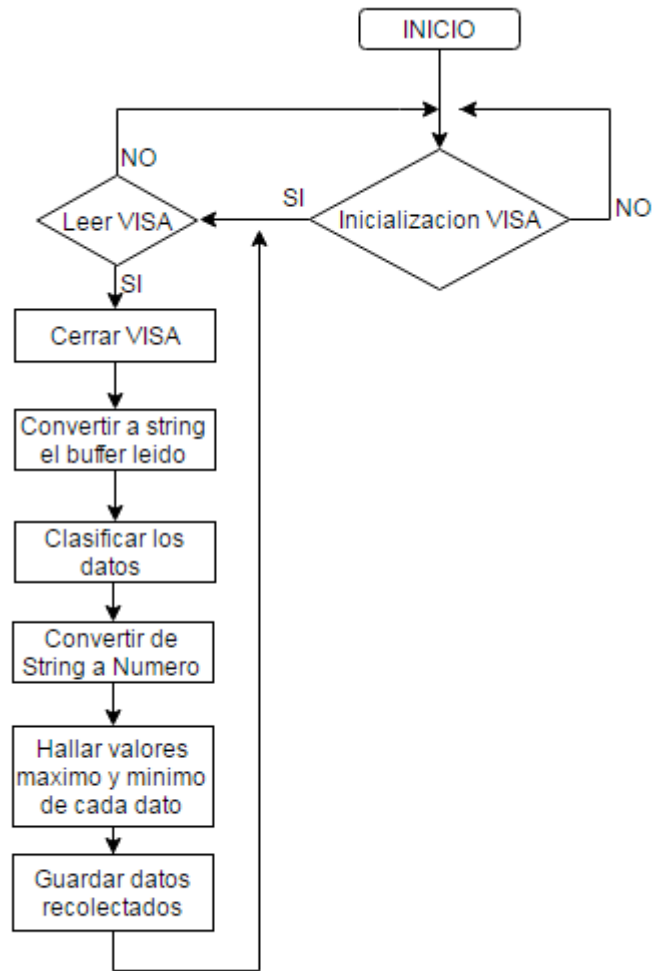 INICIO
NO
Leer VISA
SI
Inicializacion VISA
NO
SI
Cerrar VISA
Convertir a string
el buffer leido
Clasificar los
datos
Convertir de
String a Numero
Hallar valores
maximo y minimo
de cada dato
Guardar datos
recolectados